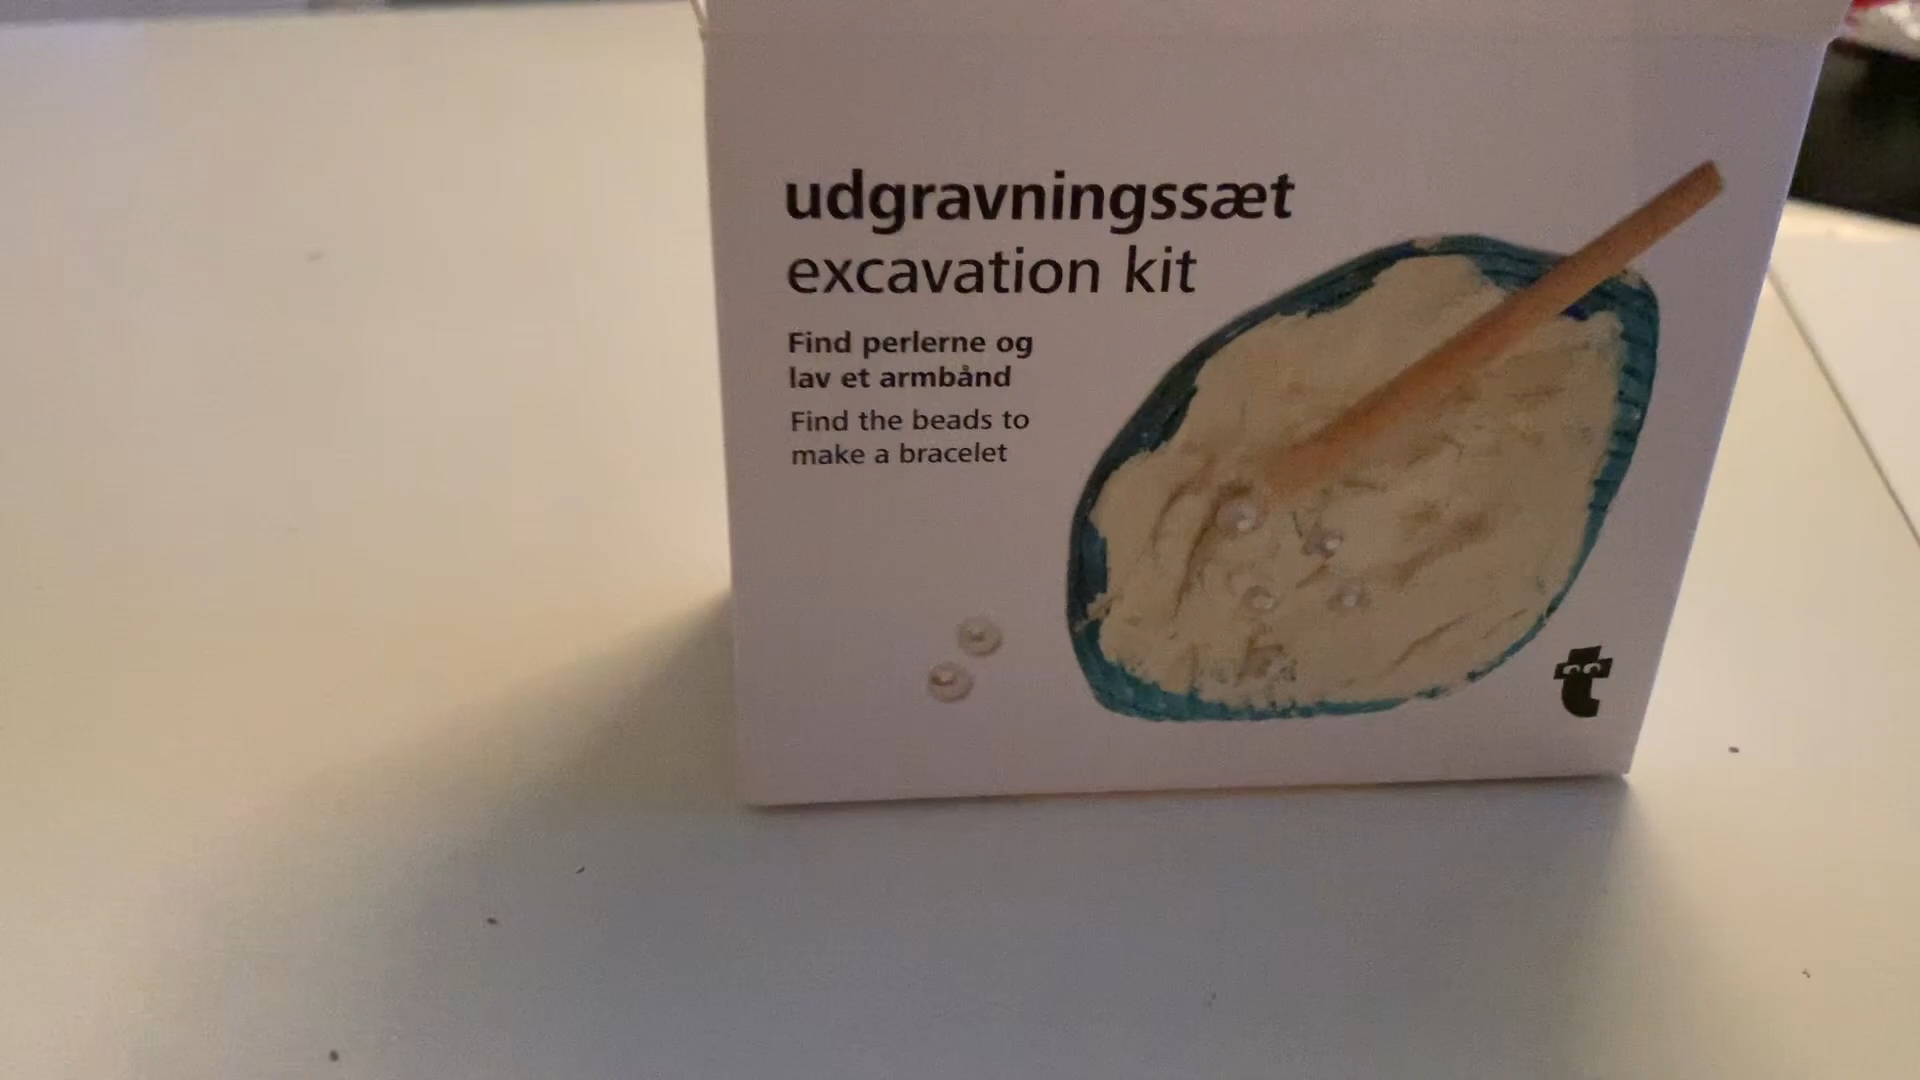 udgravningssæt
excavation kit
Find perlerne og
lav et armbånd
Find the beads to
make a bracelet